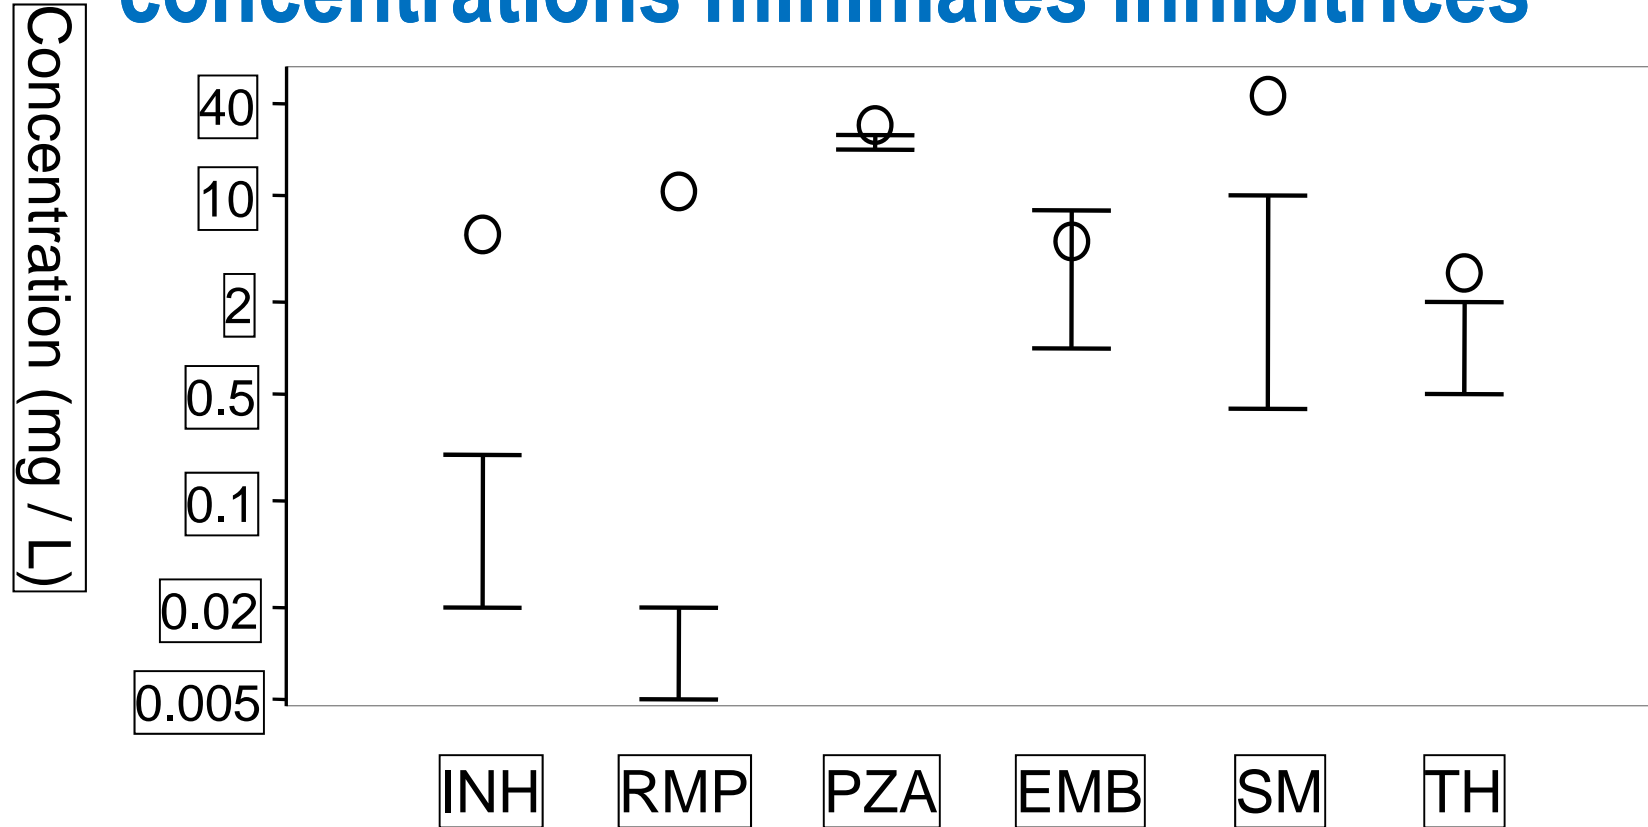 concentrations minimales inhibitrices
Concentration (mg / L)
40
10
2
0.5
0.1
0.02
0.005
INH RMP PZA EMB SM TH